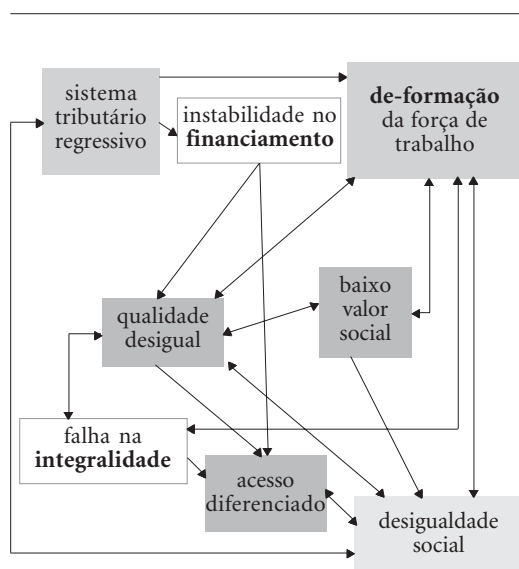 sistema
tributário
regressivo
instabilidade no
financiamento
de-formação
da força de
trabalho
qualidade
desigual
baixo
valor
social
falha na
integralidade
acesso
diferenciado
desigualdade
social